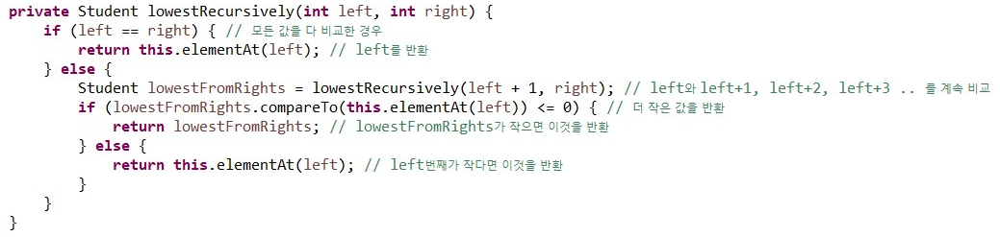 private Student lowestRecursively(int left, int right) {
    if (left == right) { // 모든 값을 다 비교한 경우
        return this.elementAt(left); // left를 반환
    } else {
        Student lowestFromRights = lowestRecursively(left + 1, right); // left와 left+1, left+2, left+3 .. 를 계속 비교
        if (lowestFromRights.compareTo(this.elementAt(left)) <= 0) { // 더 작은 값을 반환
            return lowestFromRights; // lowestFromRights가 작으면 이것을 반환
        } else {
            return this.elementAt(left); // left번째가 작다면 이것을 반환
        }
    }
}